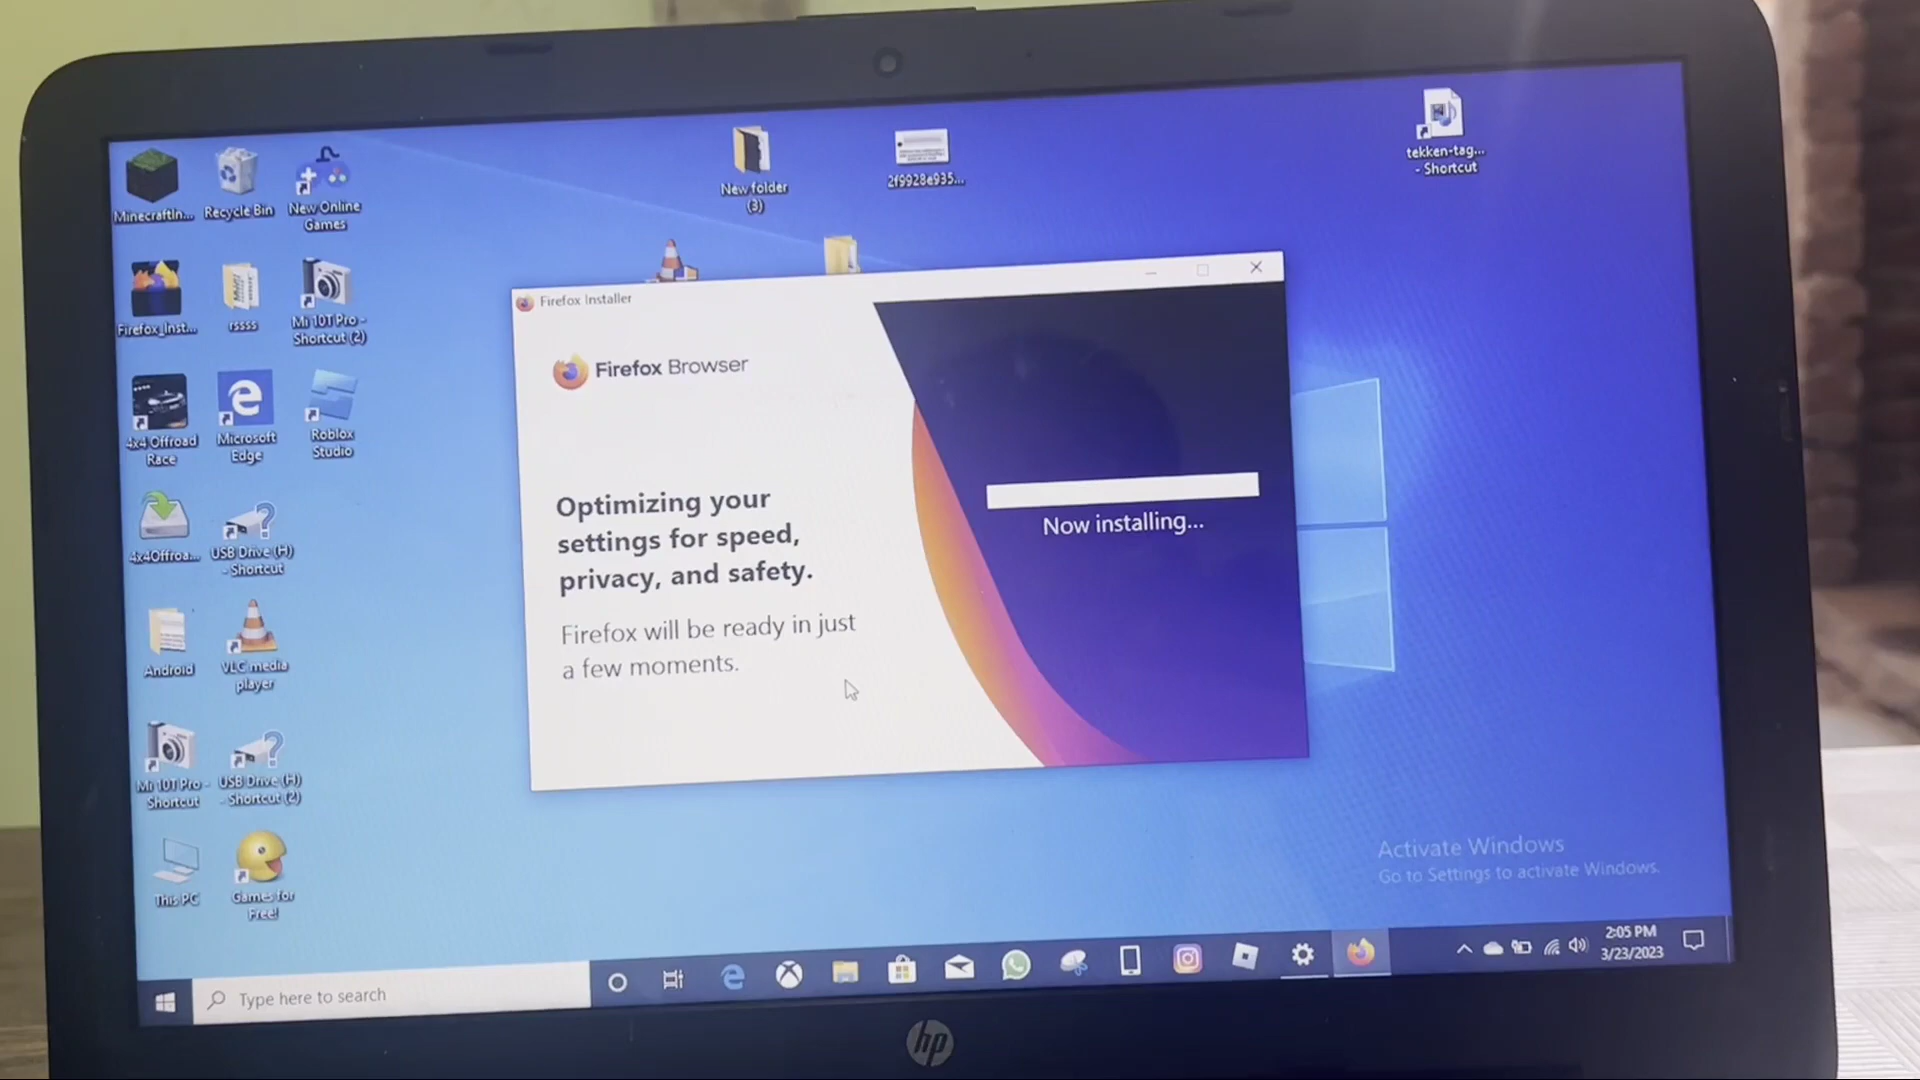 MinecraftIn...
Recycle Bin
New Online
Games
New folder
(3)
2f9928e935...
tekken-tag...
- Shortcut
Firefox_Inst...
rssss
Mi 10T Pro -
Shortcut (2)
4x4 Offroad
Race
Microsoft
Edge
Roblox
Studio
4x4Offroa...
USB Drive (H)
- Shortcut
Android
VLC media
player
Mi 10T Pro -
Shortcut
USB Drive (H)
- Shortcut (2)
This PC
Games for
Free!
Firefox Installer
Firefox Browser
Optimizing your
settings for speed,
privacy, and safety.
Firefox will be ready in just
a few moments.
Now installing...
Activate Windows
Go to Settings to activate Windows.
Type here to search
2:05 PM
3/23/2023
hp